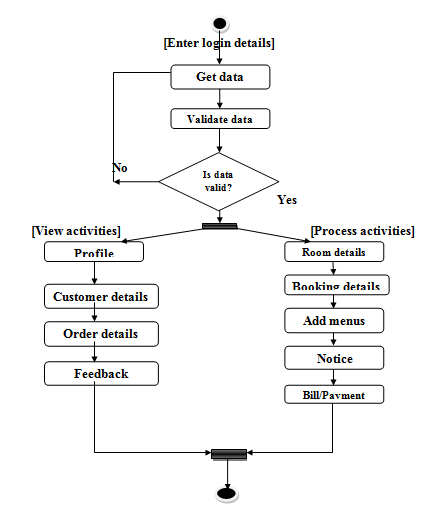 [Enter login details]
Get data
Validate data
Is data
valid?
No
Yes
[View activities]
[Process activities]
Profile
Customer details
Order details
Feedback
Room details
Booking details
Add menus
Notice
Bill/Payment